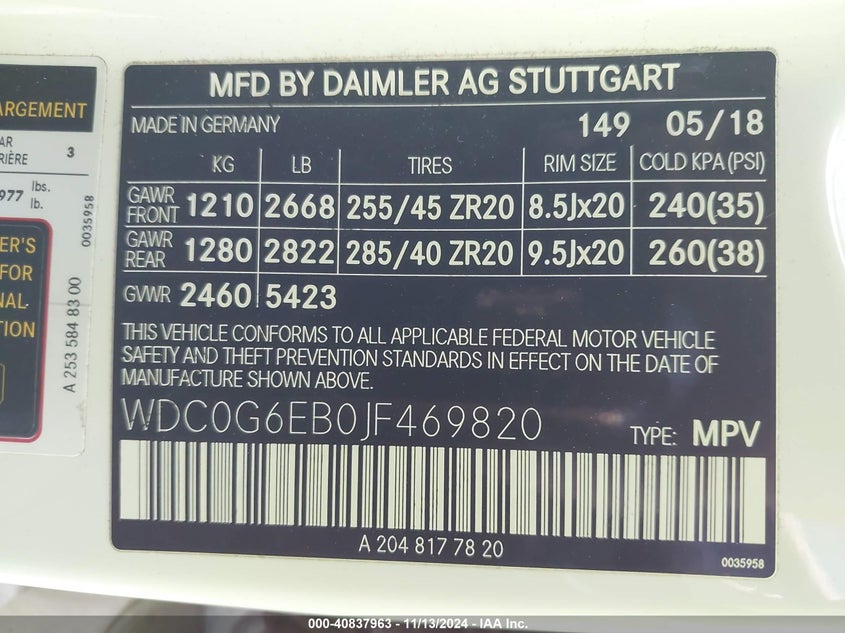 ARGEMENT
3
977 lbs.
lb.
0035958
ER'S
FOR
NAL
TION
A 253 584 83 00
MFD BY DAIMLER AG STUTTGART
MADE IN GERMANY 149 05/18
KG LB TIRES RIM SIZE COLD KPA (PSI)
GAWR FRONT 1210 2668 255/45 ZR20 8.5Jx20 240(35)
GAWR REAR 1280 2822 285/40 ZR20 9.5Jx20 260(38)
GVWR 2460 5423
THIS VEHICLE CONFORMS TO ALL APPLICABLE FEDERAL MOTOR VEHICLE
SAFETY AND THEFT PREVENTION STANDARDS IN EFFECT ON THE DATE OF
MANUFACTURE SHOWN ABOVE.
WDC0G6EB0JF469820
TYPE: MPV
A 204 817 78 20
0035958
000-40837963 - 11/13/2024 - IAA Inc.